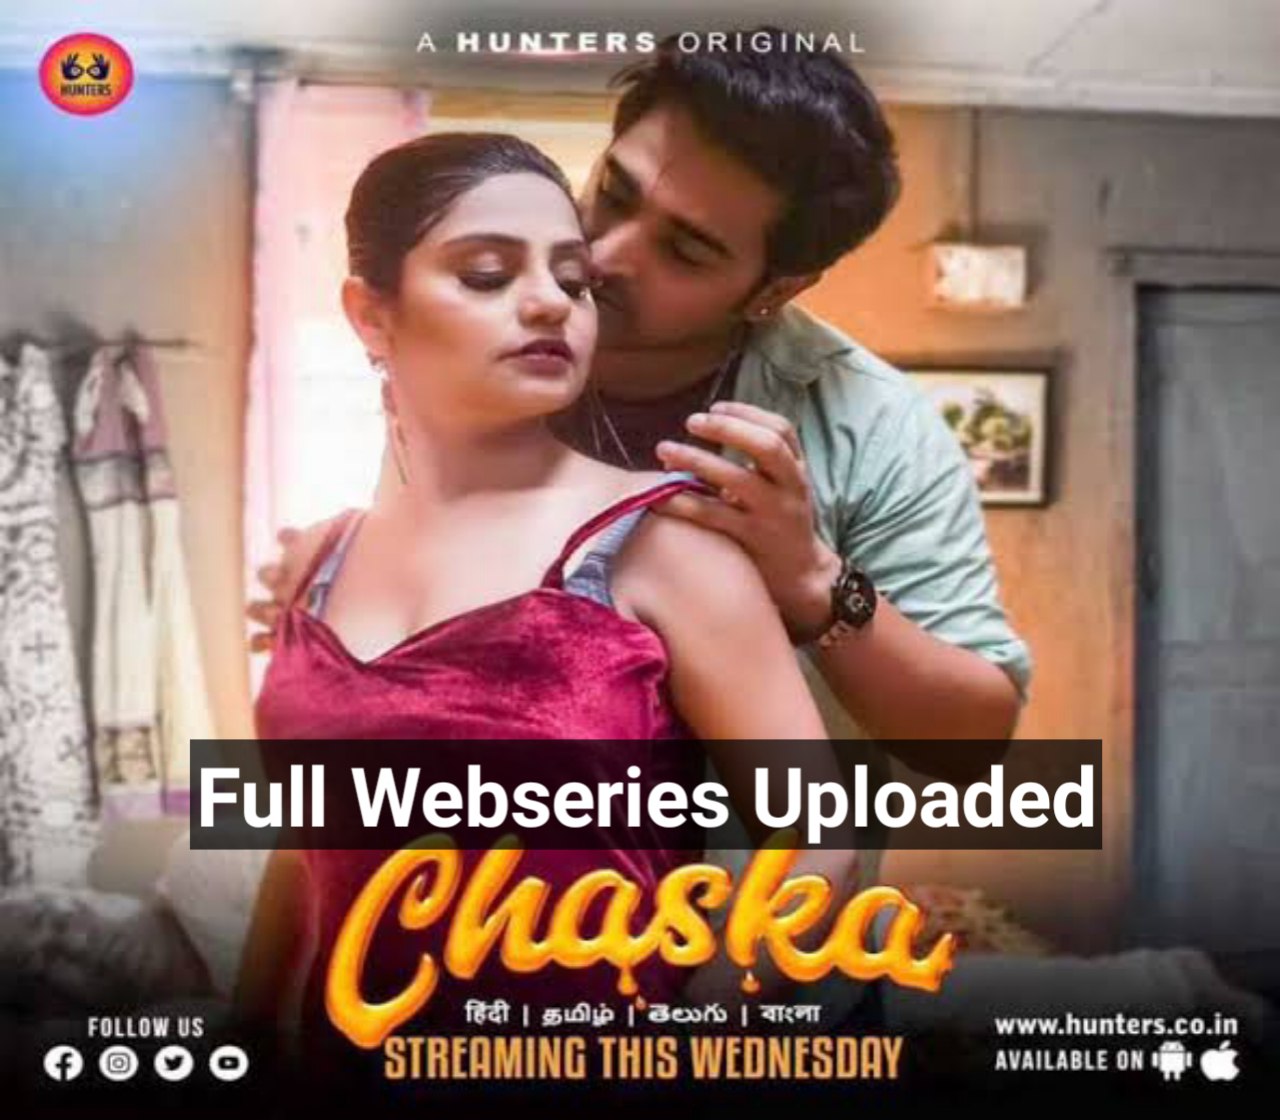 A HUNTERS ORIGINAL
HUNTERS
Full Webseries Uploaded
Chaska
हिंदी | தமிழ் | తెలుగు | বাংলা
STREAMING THIS WEDNESDAY
FOLLOW US
www.hunters.co.in
AVAILABLE ON